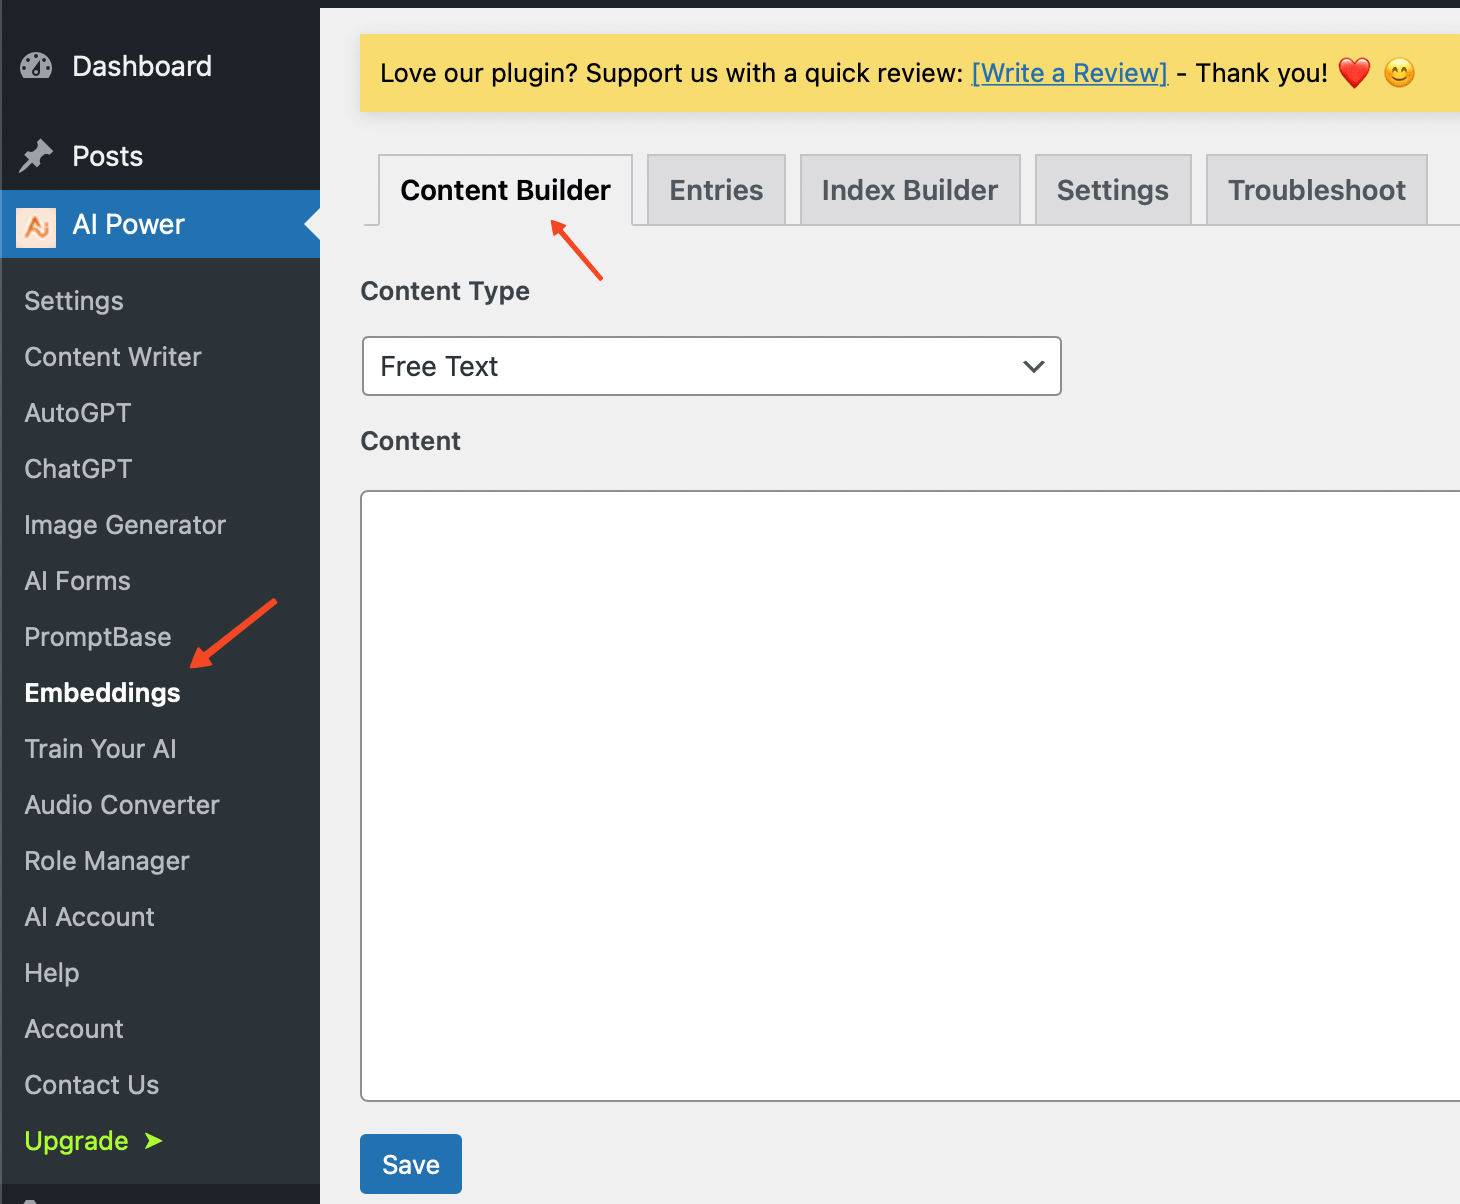 Dashboard
Posts
AI Power
Settings
Content Writer
AutoGPT
ChatGPT
Image Generator
AI Forms
PromptBase
Embeddings
Train Your AI
Audio Converter
Role Manager
AI Account
Help
Account
Contact Us
Upgrade ➤
Love our plugin? Support us with a quick review: [Write a Review] - Thank you! ❤️ 😊
Content Builder Entries Index Builder Settings Troubleshoot
Content Type
Free Text
Content
Save